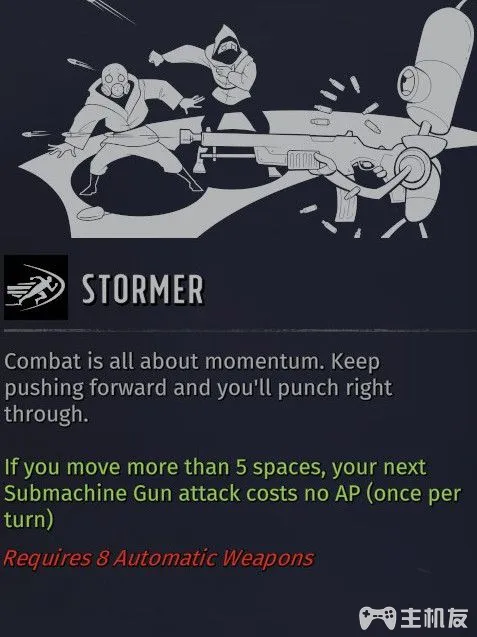 STORMER
Combat is all about momentum. Keep
pushing forward and you'll punch right
through.
If you move more than 5 spaces, your next
Submachine Gun attack costs no AP (once per
turn)
Requires 8 Automatic Weapons
主机友